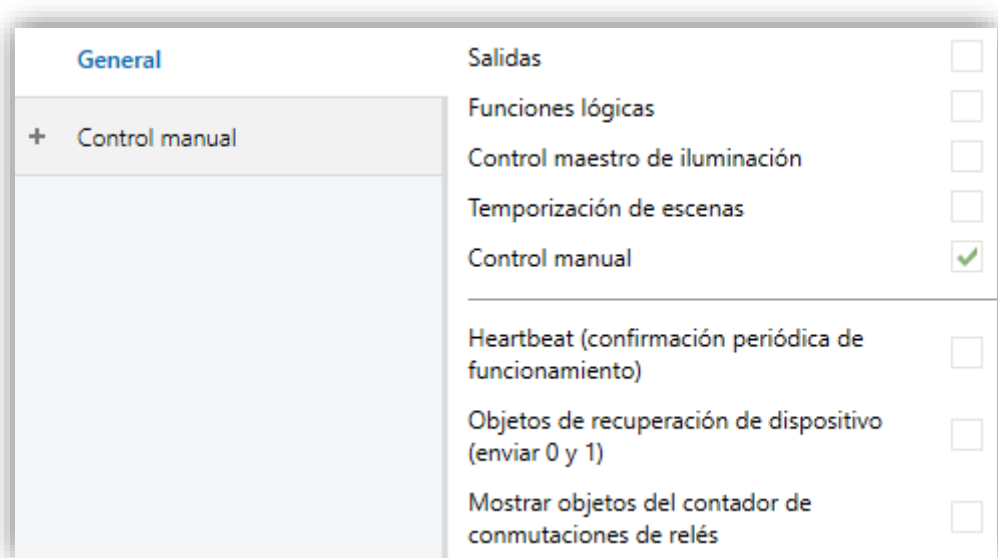 General
+ Control manual
Salidas
Funciones lógicas
Control maestro de iluminación
Temporización de escenas
Control manual
Heartbeat (confirmación periódica de
funcionamiento)
Objetos de recuperación de dispositivo
(enviar 0 y 1)
Mostrar objetos del contador de
conmutaciones de relés